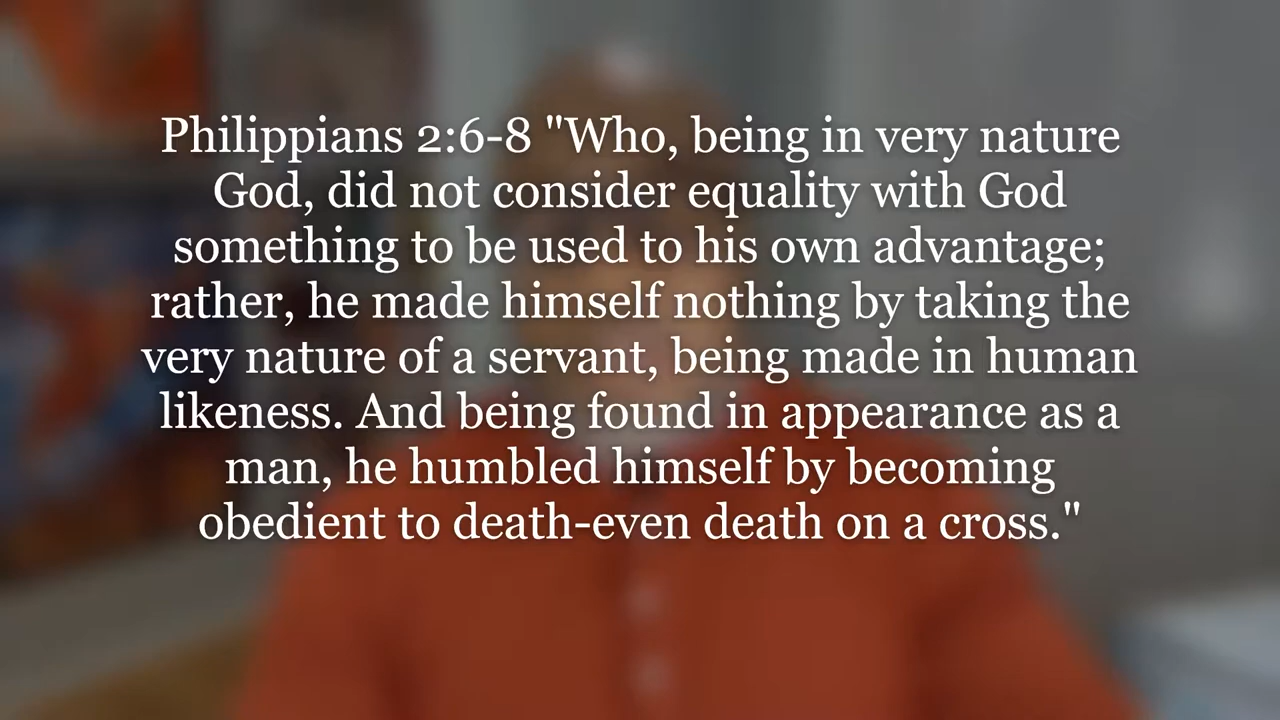 Philippians 2:6-8 "Who, being in very nature
God, did not consider equality with God
something to be used to his own advantage;
rather, he made himself nothing by taking the
very nature of a servant, being made in human
likeness. And being found in appearance as a
man, he humbled himself by becoming
obedient to death-even death on a cross."